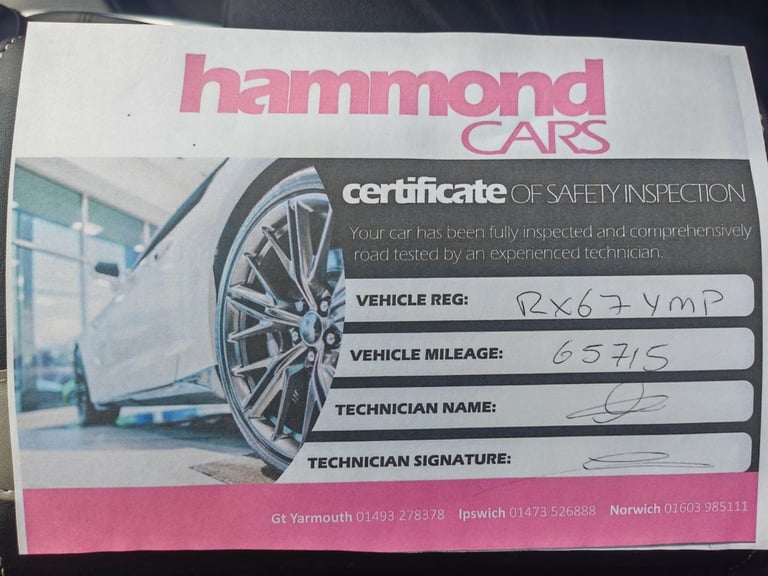 hammond
CARS
certificate OF SAFETY INSPECTION
Your car has been fully inspected and comprehensively
road tested by an experienced technician.
VEHICLE REG: RX67 YMP
VEHICLE MILEAGE: 65715
TECHNICIAN NAME:
TECHNICIAN SIGNATURE:
Gt Yarmouth 01493 278378 Ipswich 01473 526888 Norwich 01603 985111